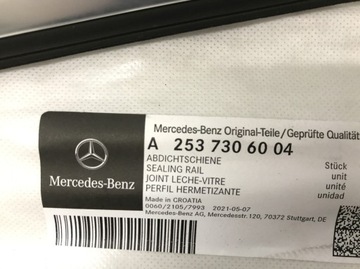 Mercedes-Benz Original-Teile/Geprüfte Qualität
A 253 730 60 04
ABDICHTSCHIENE
SEALING RAIL
JOINT LECHE-VITRE
PERFIL HERMETIZANTE
Stück
unit
unité
unidad
Made in CROATIA
0060/2105/7993 2021-05-07
Mercedes-Benz AG, Mercedesstr. 120, 70372 Stuttgart, DE
Mercedes-Benz